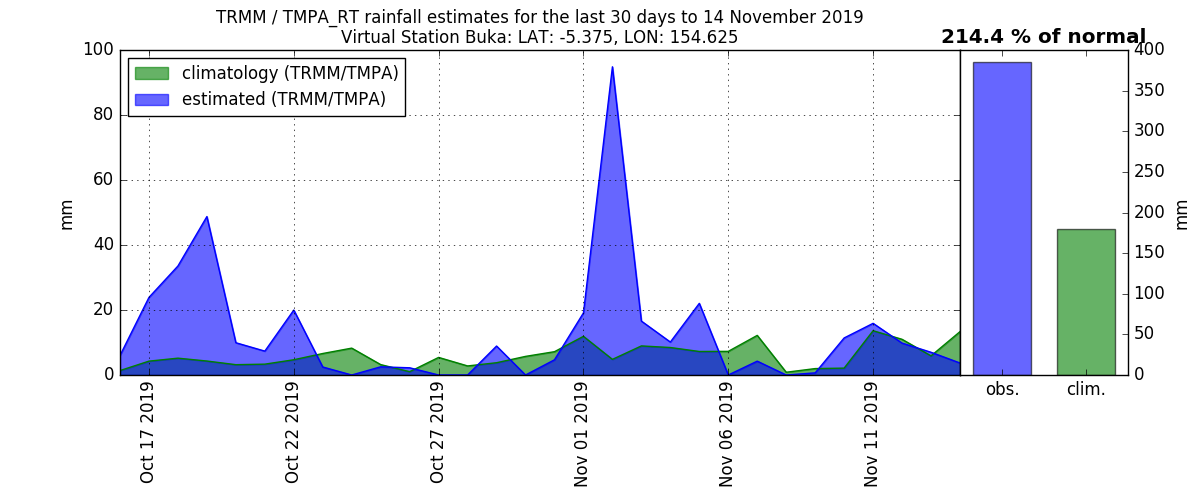 TRMM / TMPA_RT rainfall estimates for the last 30 days to 14 November 2019
Virtual Station Buka: LAT: -5.375, LON: 154.625
214.4 % of normal
climatology (TRMM/TMPA)
estimated (TRMM/TMPA)
100
80
60
40
20
0
mm
Oct 17 2019
Oct 22 2019
Oct 27 2019
Nov 01 2019
Nov 06 2019
Nov 11 2019
400
350
300
250
200
150
100
50
0
mm
obs.
clim.